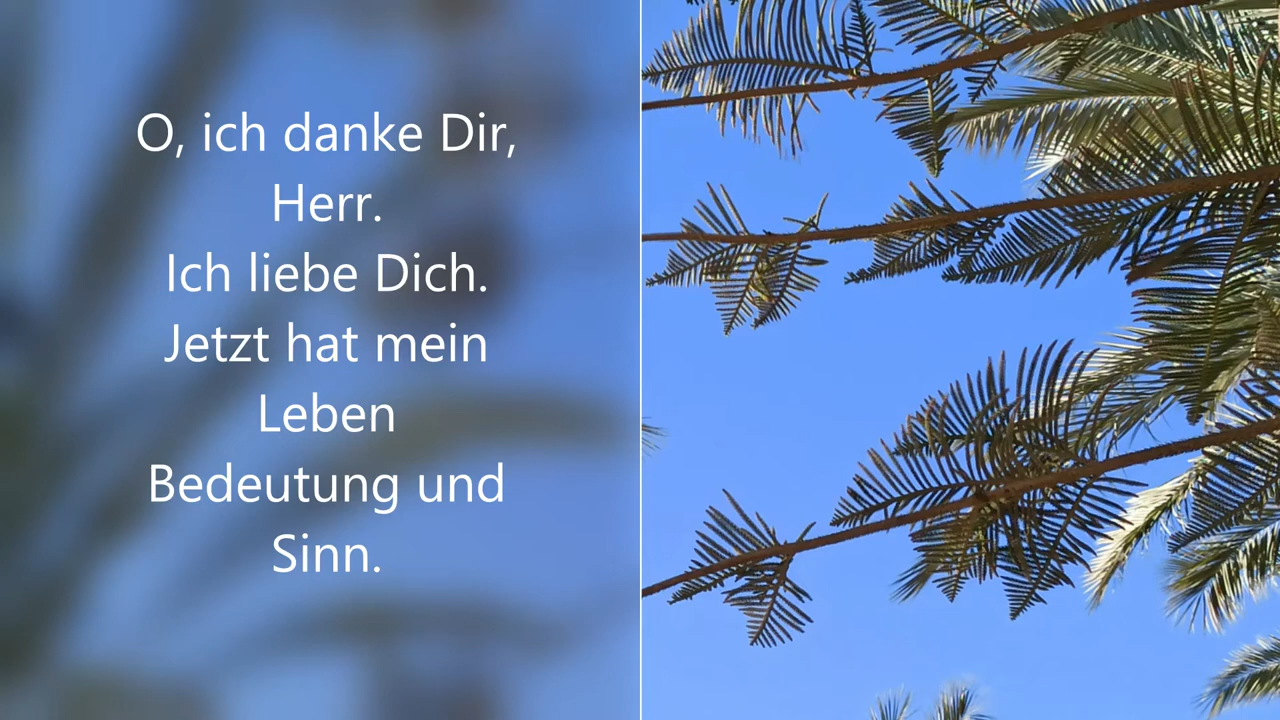 O, ich danke Dir,
Herr.
Ich liebe Dich.
Jetzt hat mein
Leben
Bedeutung und
Sinn.